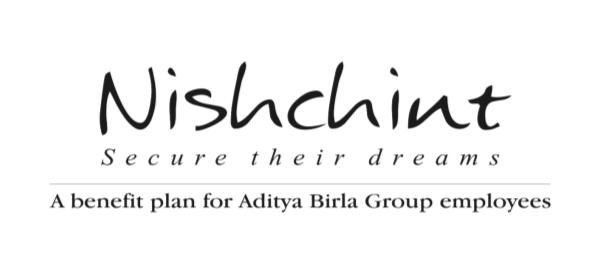 Nishchint
Secure their dreams
A benefit plan for Aditya Birla Group employees